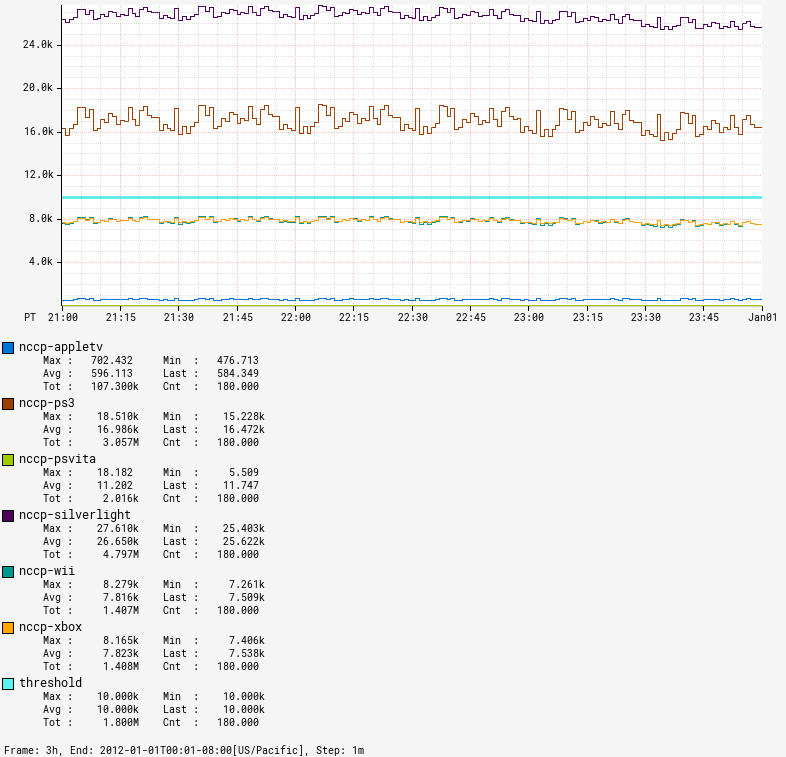 24.0k
20.0k
16.0k
12.0k
8.0k
4.0k
PT 21:00 21:15 21:30 21:45 22:00 22:15 22:30 22:45 23:00 23:15 23:30 23:45 Jan01
nccp-appletv
Max : 702.432 Min : 476.713
Avg : 596.113 Last : 584.349
Tot : 107.300k Cnt : 180.000
nccp-ps3
Max : 18.510k Min : 15.228k
Avg : 16.986k Last : 16.472k
Tot : 3.057M Cnt : 180.000
nccp-psvita
Max : 18.182 Min : 5.509
Avg : 11.202 Last : 11.747
Tot : 2.016k Cnt : 180.000
nccp-silverlight
Max : 27.610k Min : 25.403k
Avg : 26.650k Last : 25.622k
Tot : 4.797M Cnt : 180.000
nccp-wii
Max : 8.279k Min : 7.261k
Avg : 7.816k Last : 7.509k
Tot : 1.407M Cnt : 180.000
nccp-xbox
Max : 8.165k Min : 7.406k
Avg : 7.823k Last : 7.538k
Tot : 1.408M Cnt : 180.000
threshold
Max : 10.000k Min : 10.000k
Avg : 10.000k Last : 10.000k
Tot : 1.800M Cnt : 180.000
Frame: 3h, End: 2012-01-01T00:01-08:00[US/Pacific], Step: 1m